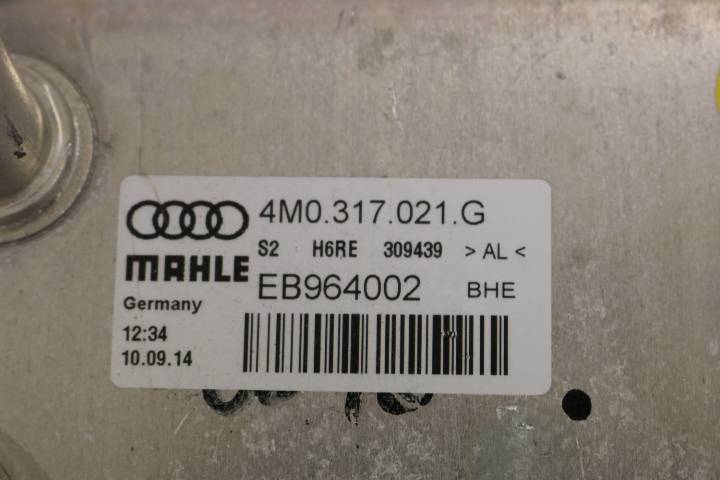 4M0.317.021.G
S2 H6RE 309439 >AL<
MAHLE EB964002 BHE
Germany
12:34
10.09.14